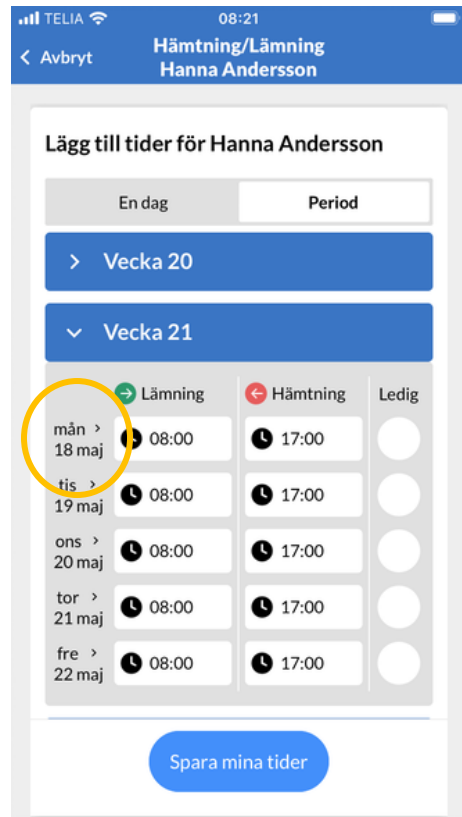 TELIA 08:21
Avbryt
Hämtning/Lämning
Hanna Andersson
Lägg till tider för Hanna Andersson
En dag Period
Vecka 20
Vecka 21
Lämning Hämtning Ledig
mån 08:00 17:00
18 maj
tis 08:00 17:00
19 maj
ons 08:00 17:00
20 maj
tor 08:00 17:00
21 maj
fre 08:00 17:00
22 maj
Spara mina tider